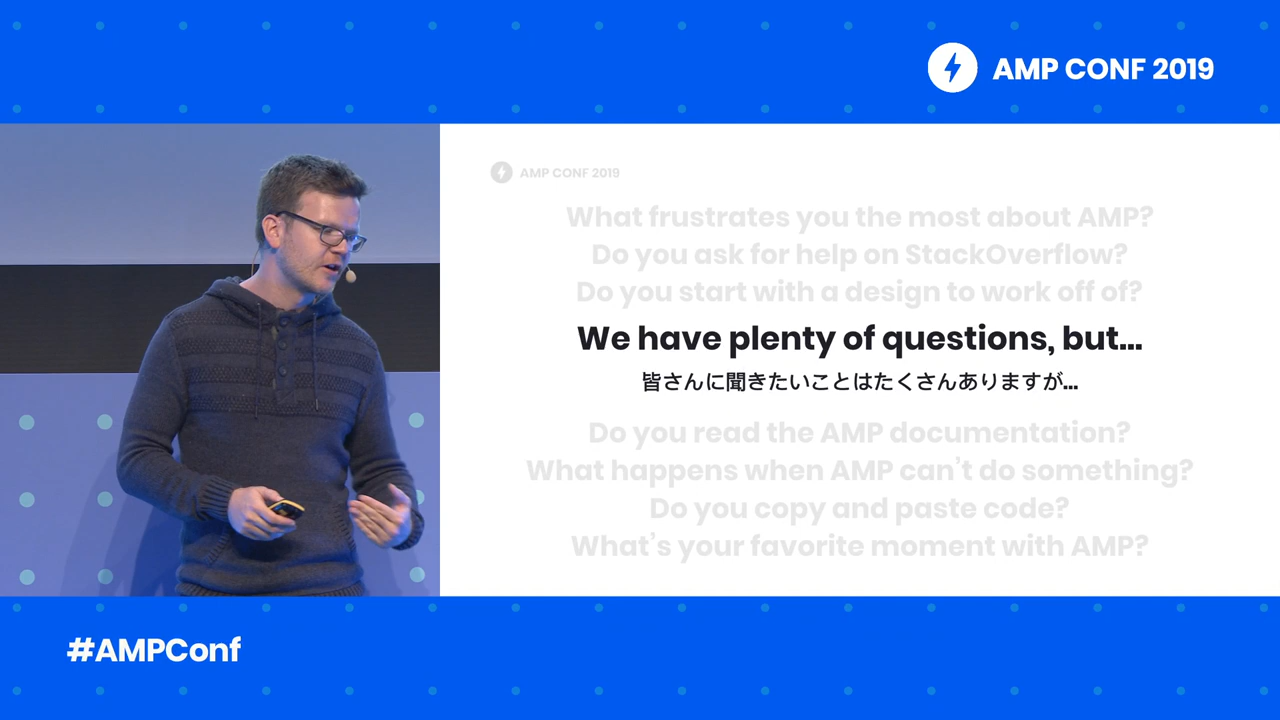 AMP CONF 2019
AMP CONF 2019
What frustrates you the most about AMP?
Do you ask for help on StackOverflow?
Do you start with a design to work off of?
We have plenty of questions, but...
皆さんに聞きたいことはたくさんありますが...
Do you read the AMP documentation?
What happens when AMP can’t do something?
Do you copy and paste code?
What’s your favorite moment with AMP?
#AMPConf